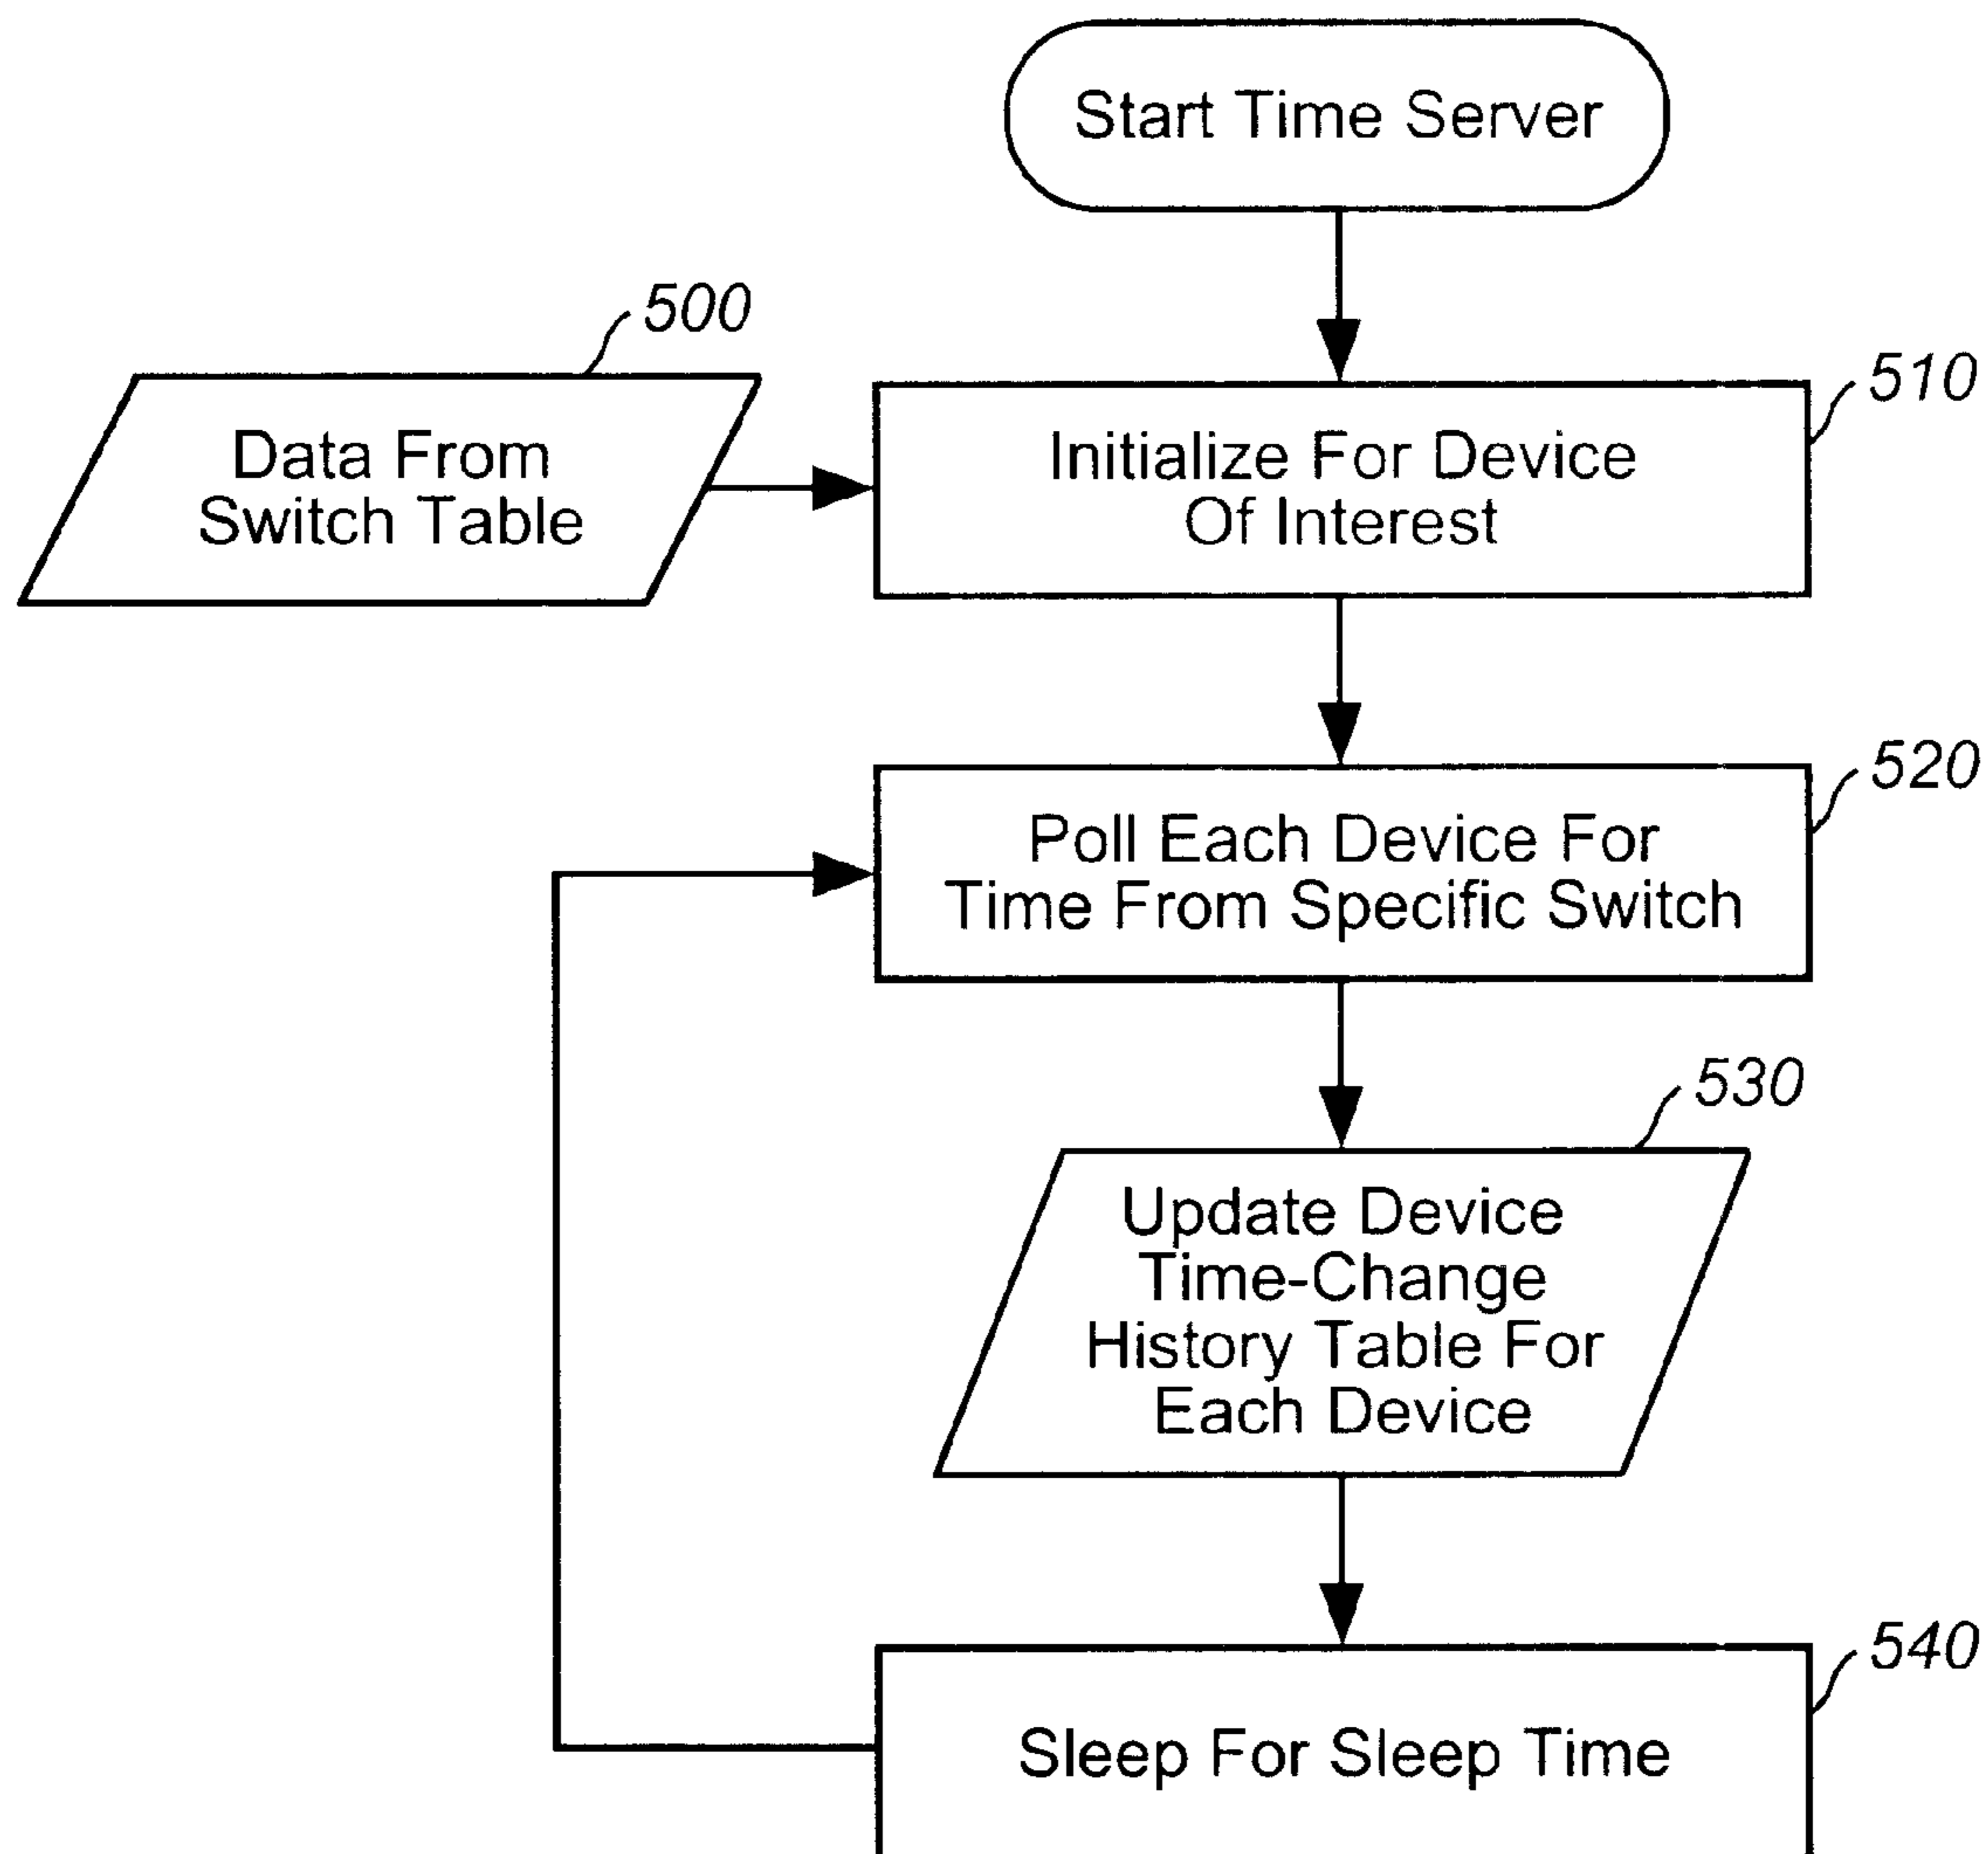 Start Time Server
500
Data From
Switch Table
510
Initialize For Device
Of Interest
520
Poll Each Device For
Time From Specific Switch
530
Update Device
Time-Change
History Table For
Each Device
540
Sleep For Sleep Time